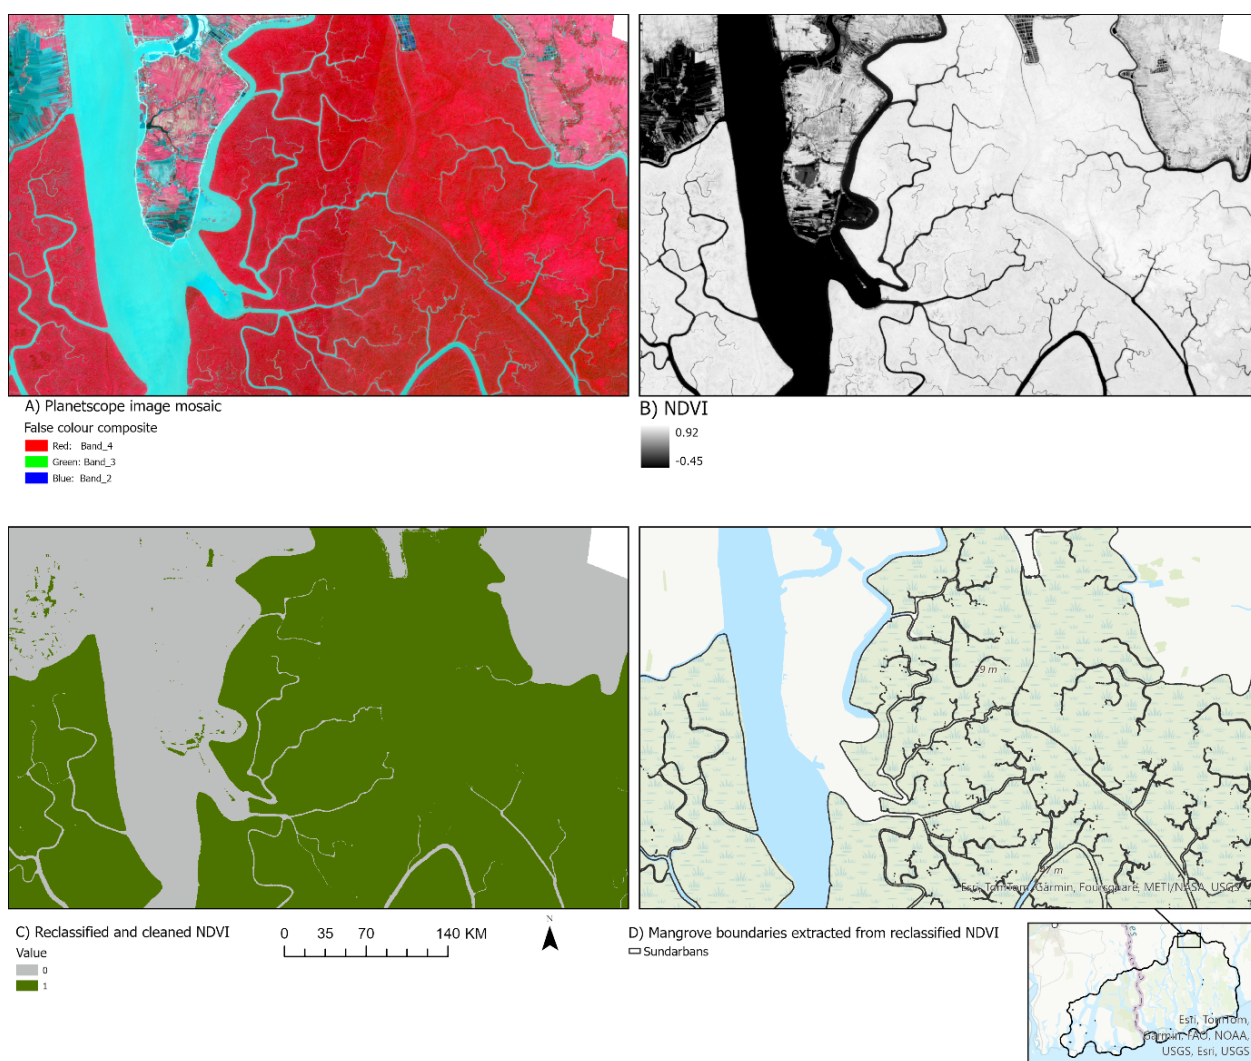 A) Planetscope image mosaic
False colour composite
Red: Band_4
Green: Band_3
Blue: Band_2
B) NDVI
0.92
-0.45
9 m
Esri, TomTom, Garmin, Foursquare, METI/NASA, USGS
C) Reclassified and cleaned NDVI
Value
0
1
0 35 70 140 KM
N
D) Mangrove boundaries extracted from reclassified NDVI
Sundarbans
es
Esri, TomTom,
Garmin, FAO, NOAA,
USGS, Esri, USGS